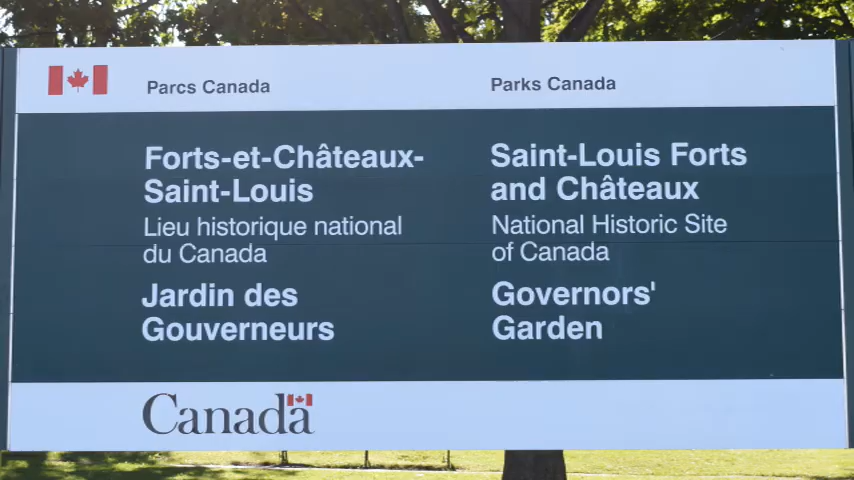 Parcs Canada
Parks Canada
Forts-et-Châteaux-
Saint-Louis
Lieu historique national
du Canada
Jardin des
Gouverneurs
Saint-Louis Forts
and Châteaux
National Historic Site
of Canada
Governors'
Garden
Canada